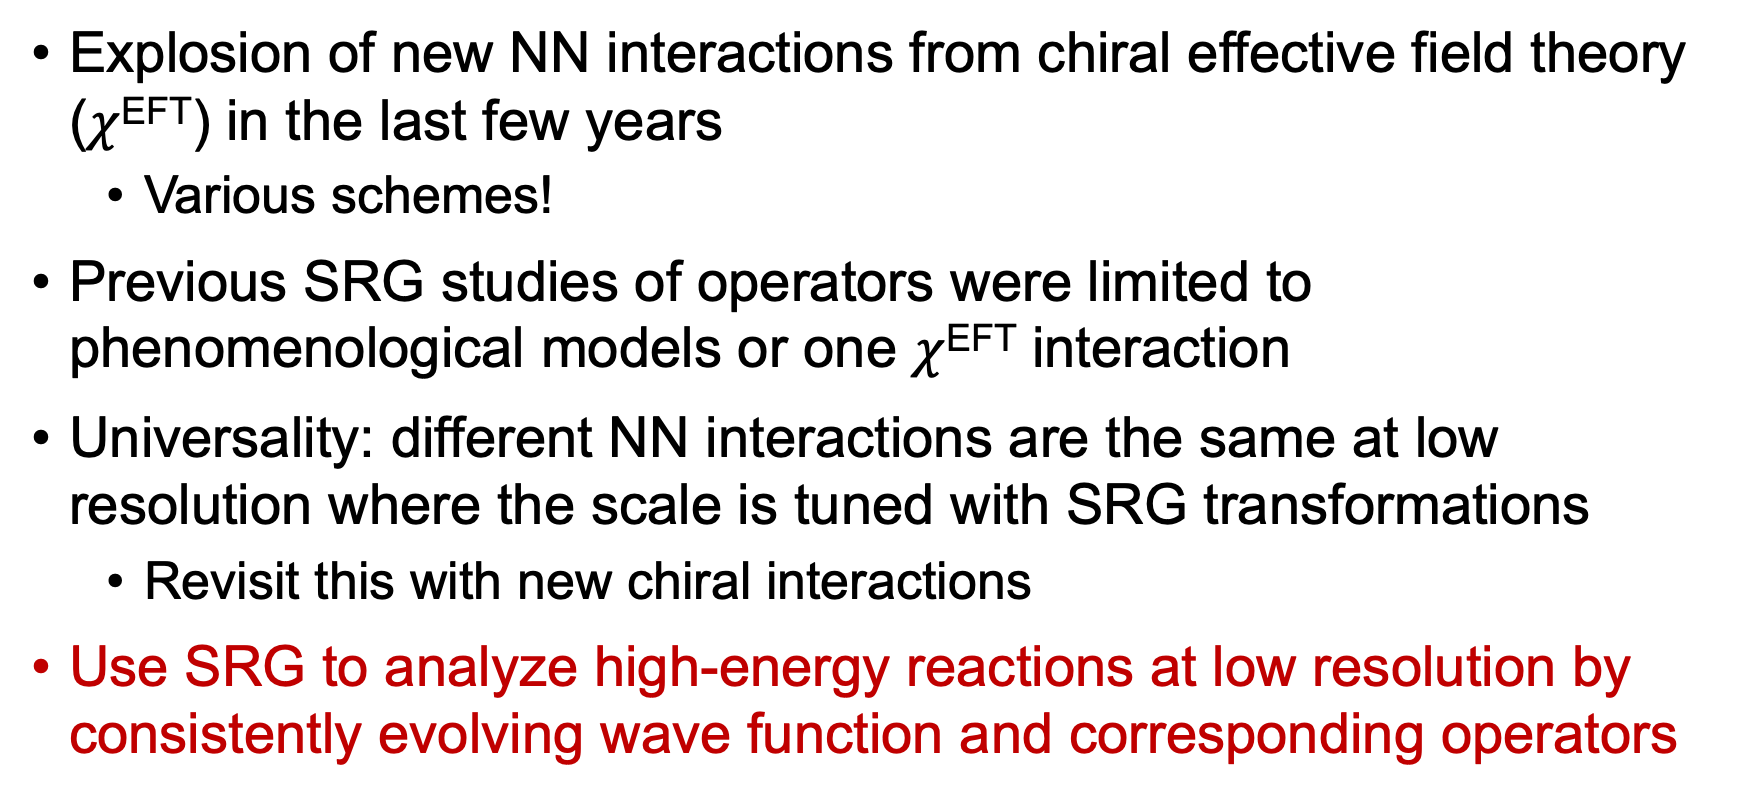 • Explosion of new NN interactions from chiral effective field theory
(χ^EFT) in the last few years
• Various schemes!
• Previous SRG studies of operators were limited to
phenomenological models or one χ^EFT interaction
• Universality: different NN interactions are the same at low
resolution where the scale is tuned with SRG transformations
• Revisit this with new chiral interactions
• Use SRG to analyze high-energy reactions at low resolution by
consistently evolving wave function and corresponding operators